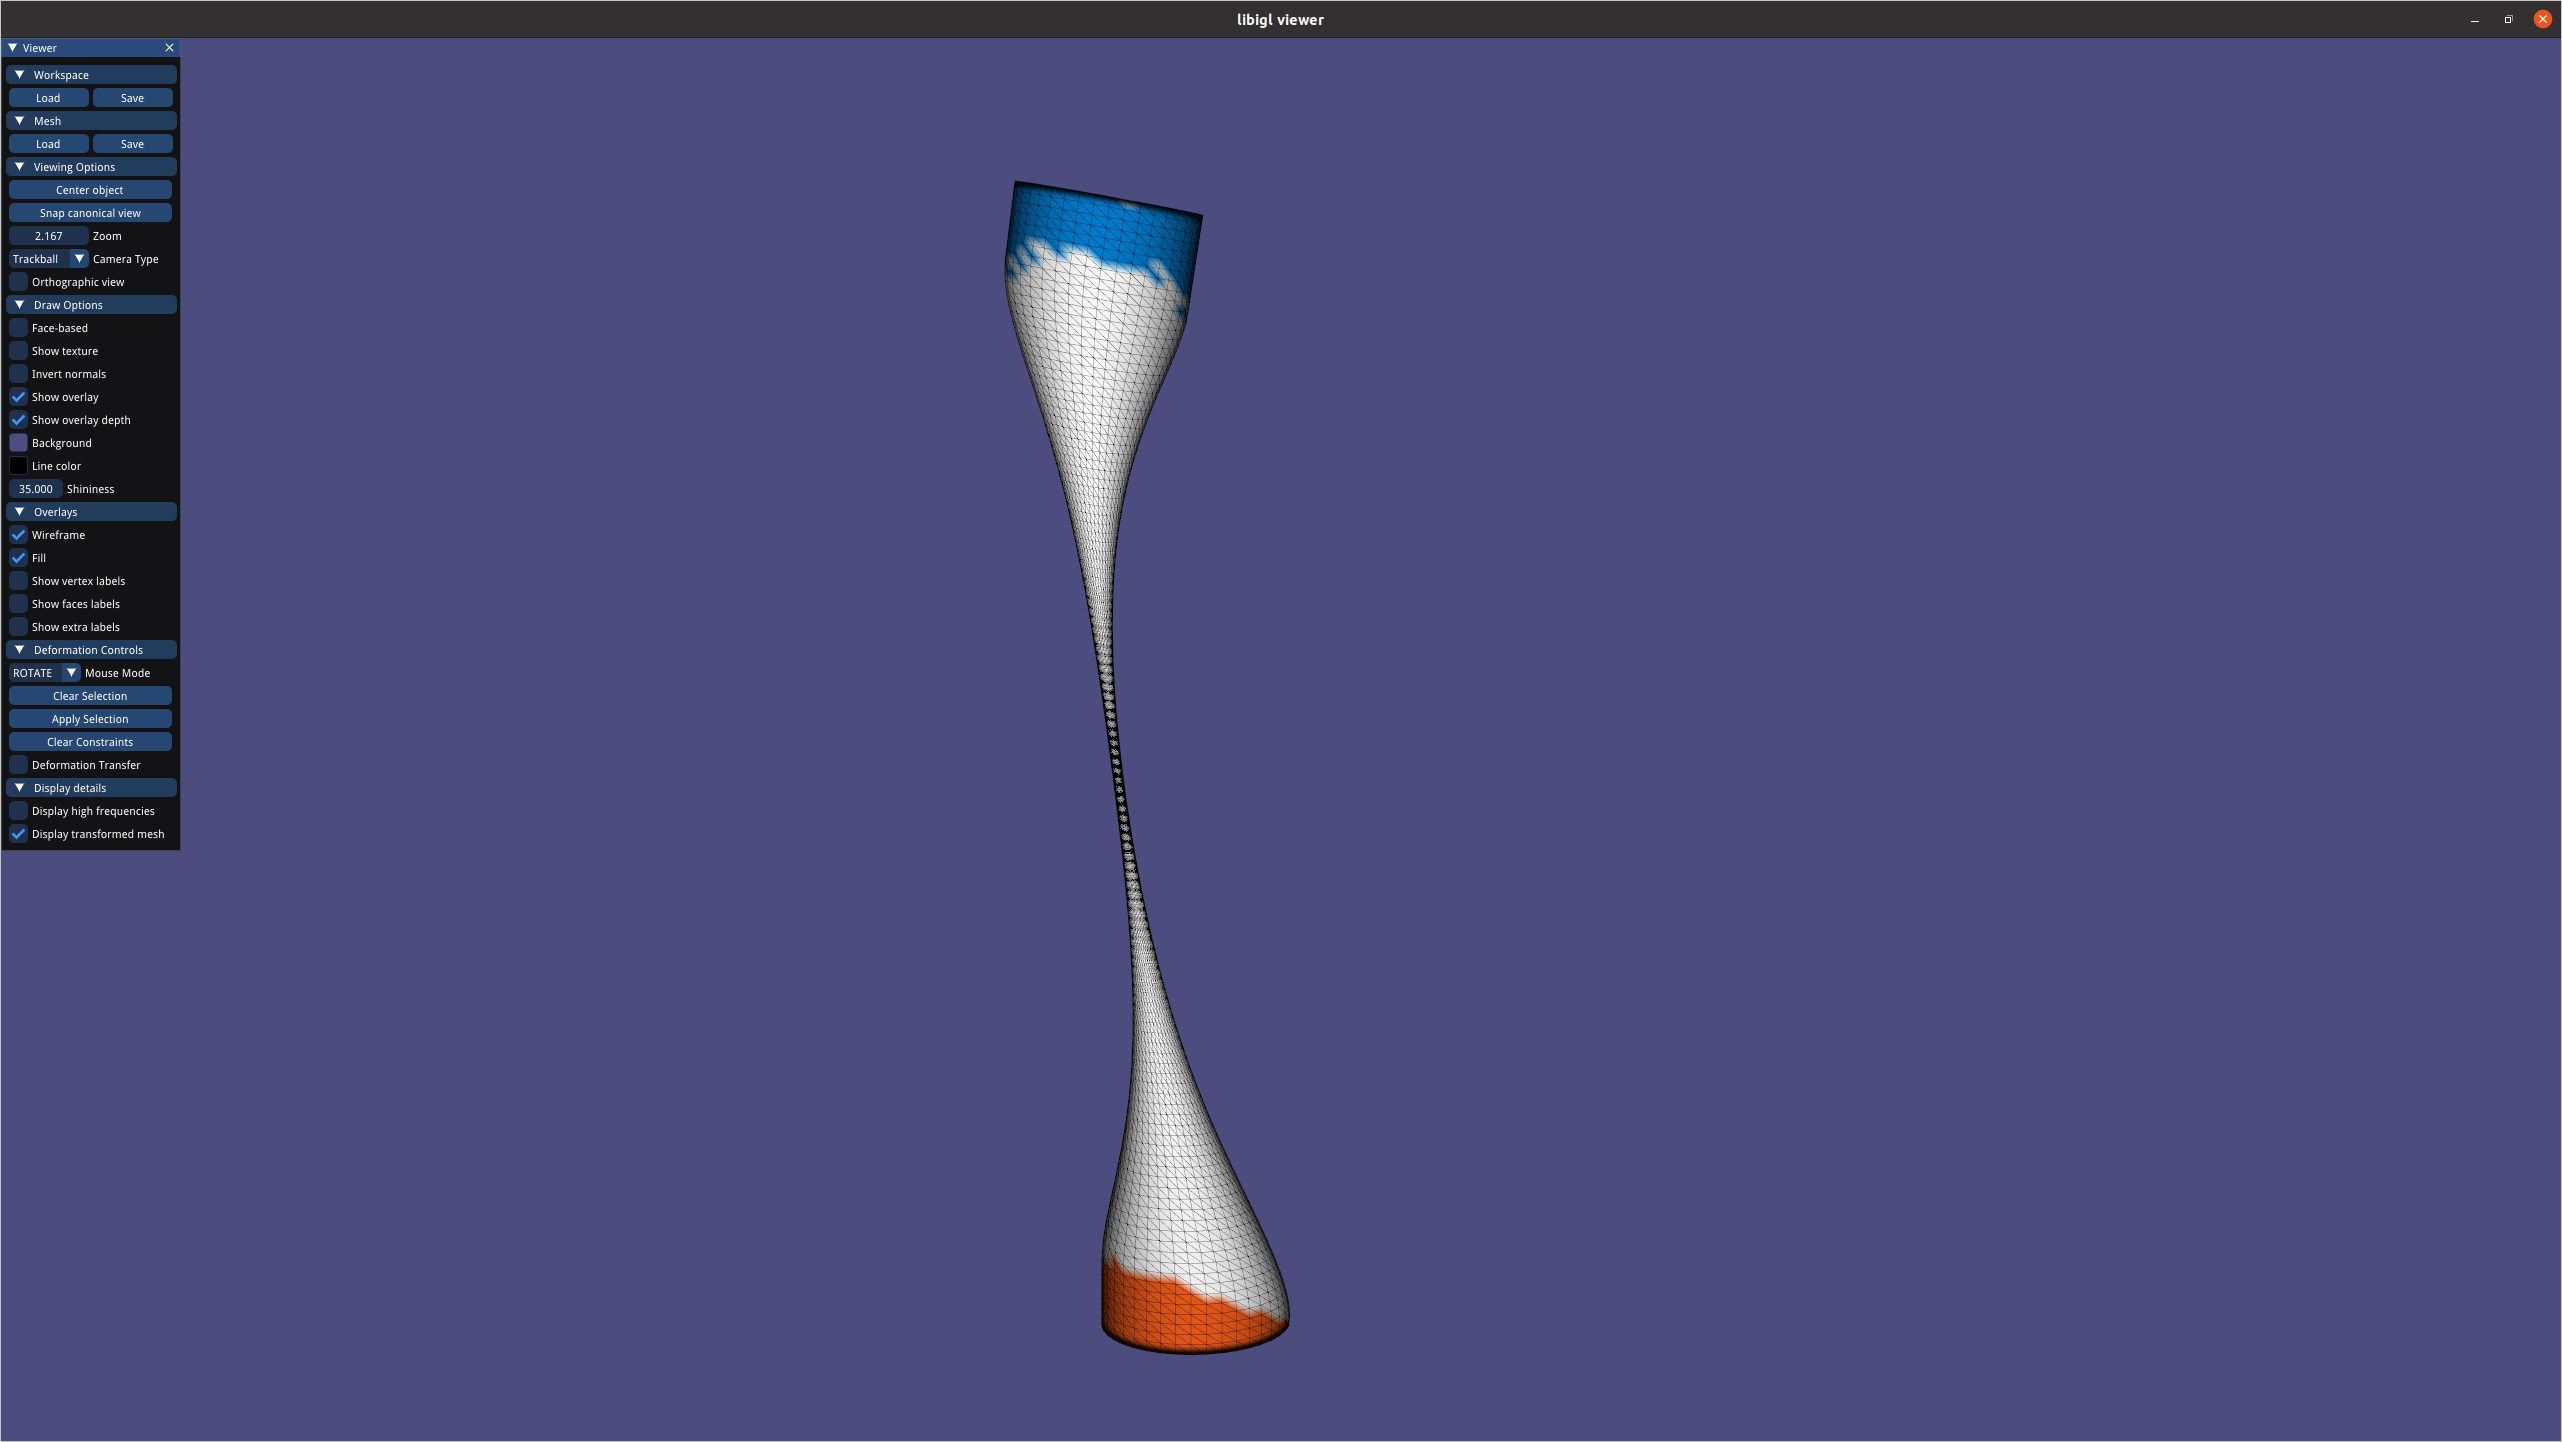 libigl viewer
Viewer
Workspace
Load Save
Mesh
Load Save
Viewing Options
Center object
Snap canonical view
2.167 Zoom
Trackball Camera Type
Orthographic view
Draw Options
Face-based
Show texture
Invert normals
Show overlay
Show overlay depth
Background
Line color
35.000 Shininess
Overlays
Wireframe
Fill
Show vertex labels
Show faces labels
Show extra labels
Deformation Controls
ROTATE Mouse Mode
Clear Selection
Apply Selection
Clear Constraints
Deformation Transfer
Display details
Display high frequencies
Display transformed mesh